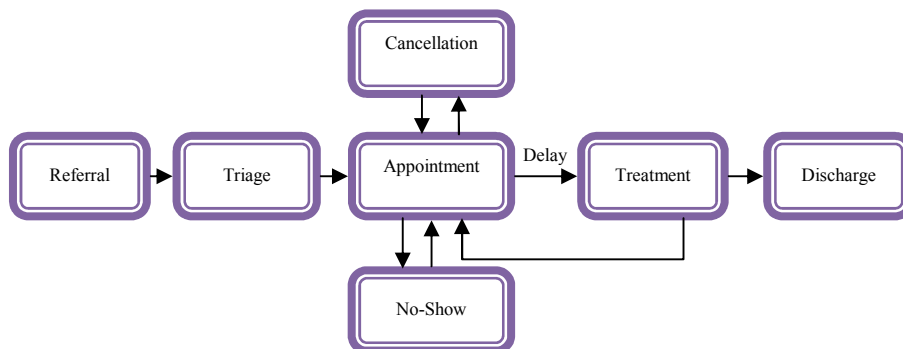 Cancellation
Referral
Triage
Appointment
Delay
Treatment
Discharge
No-Show